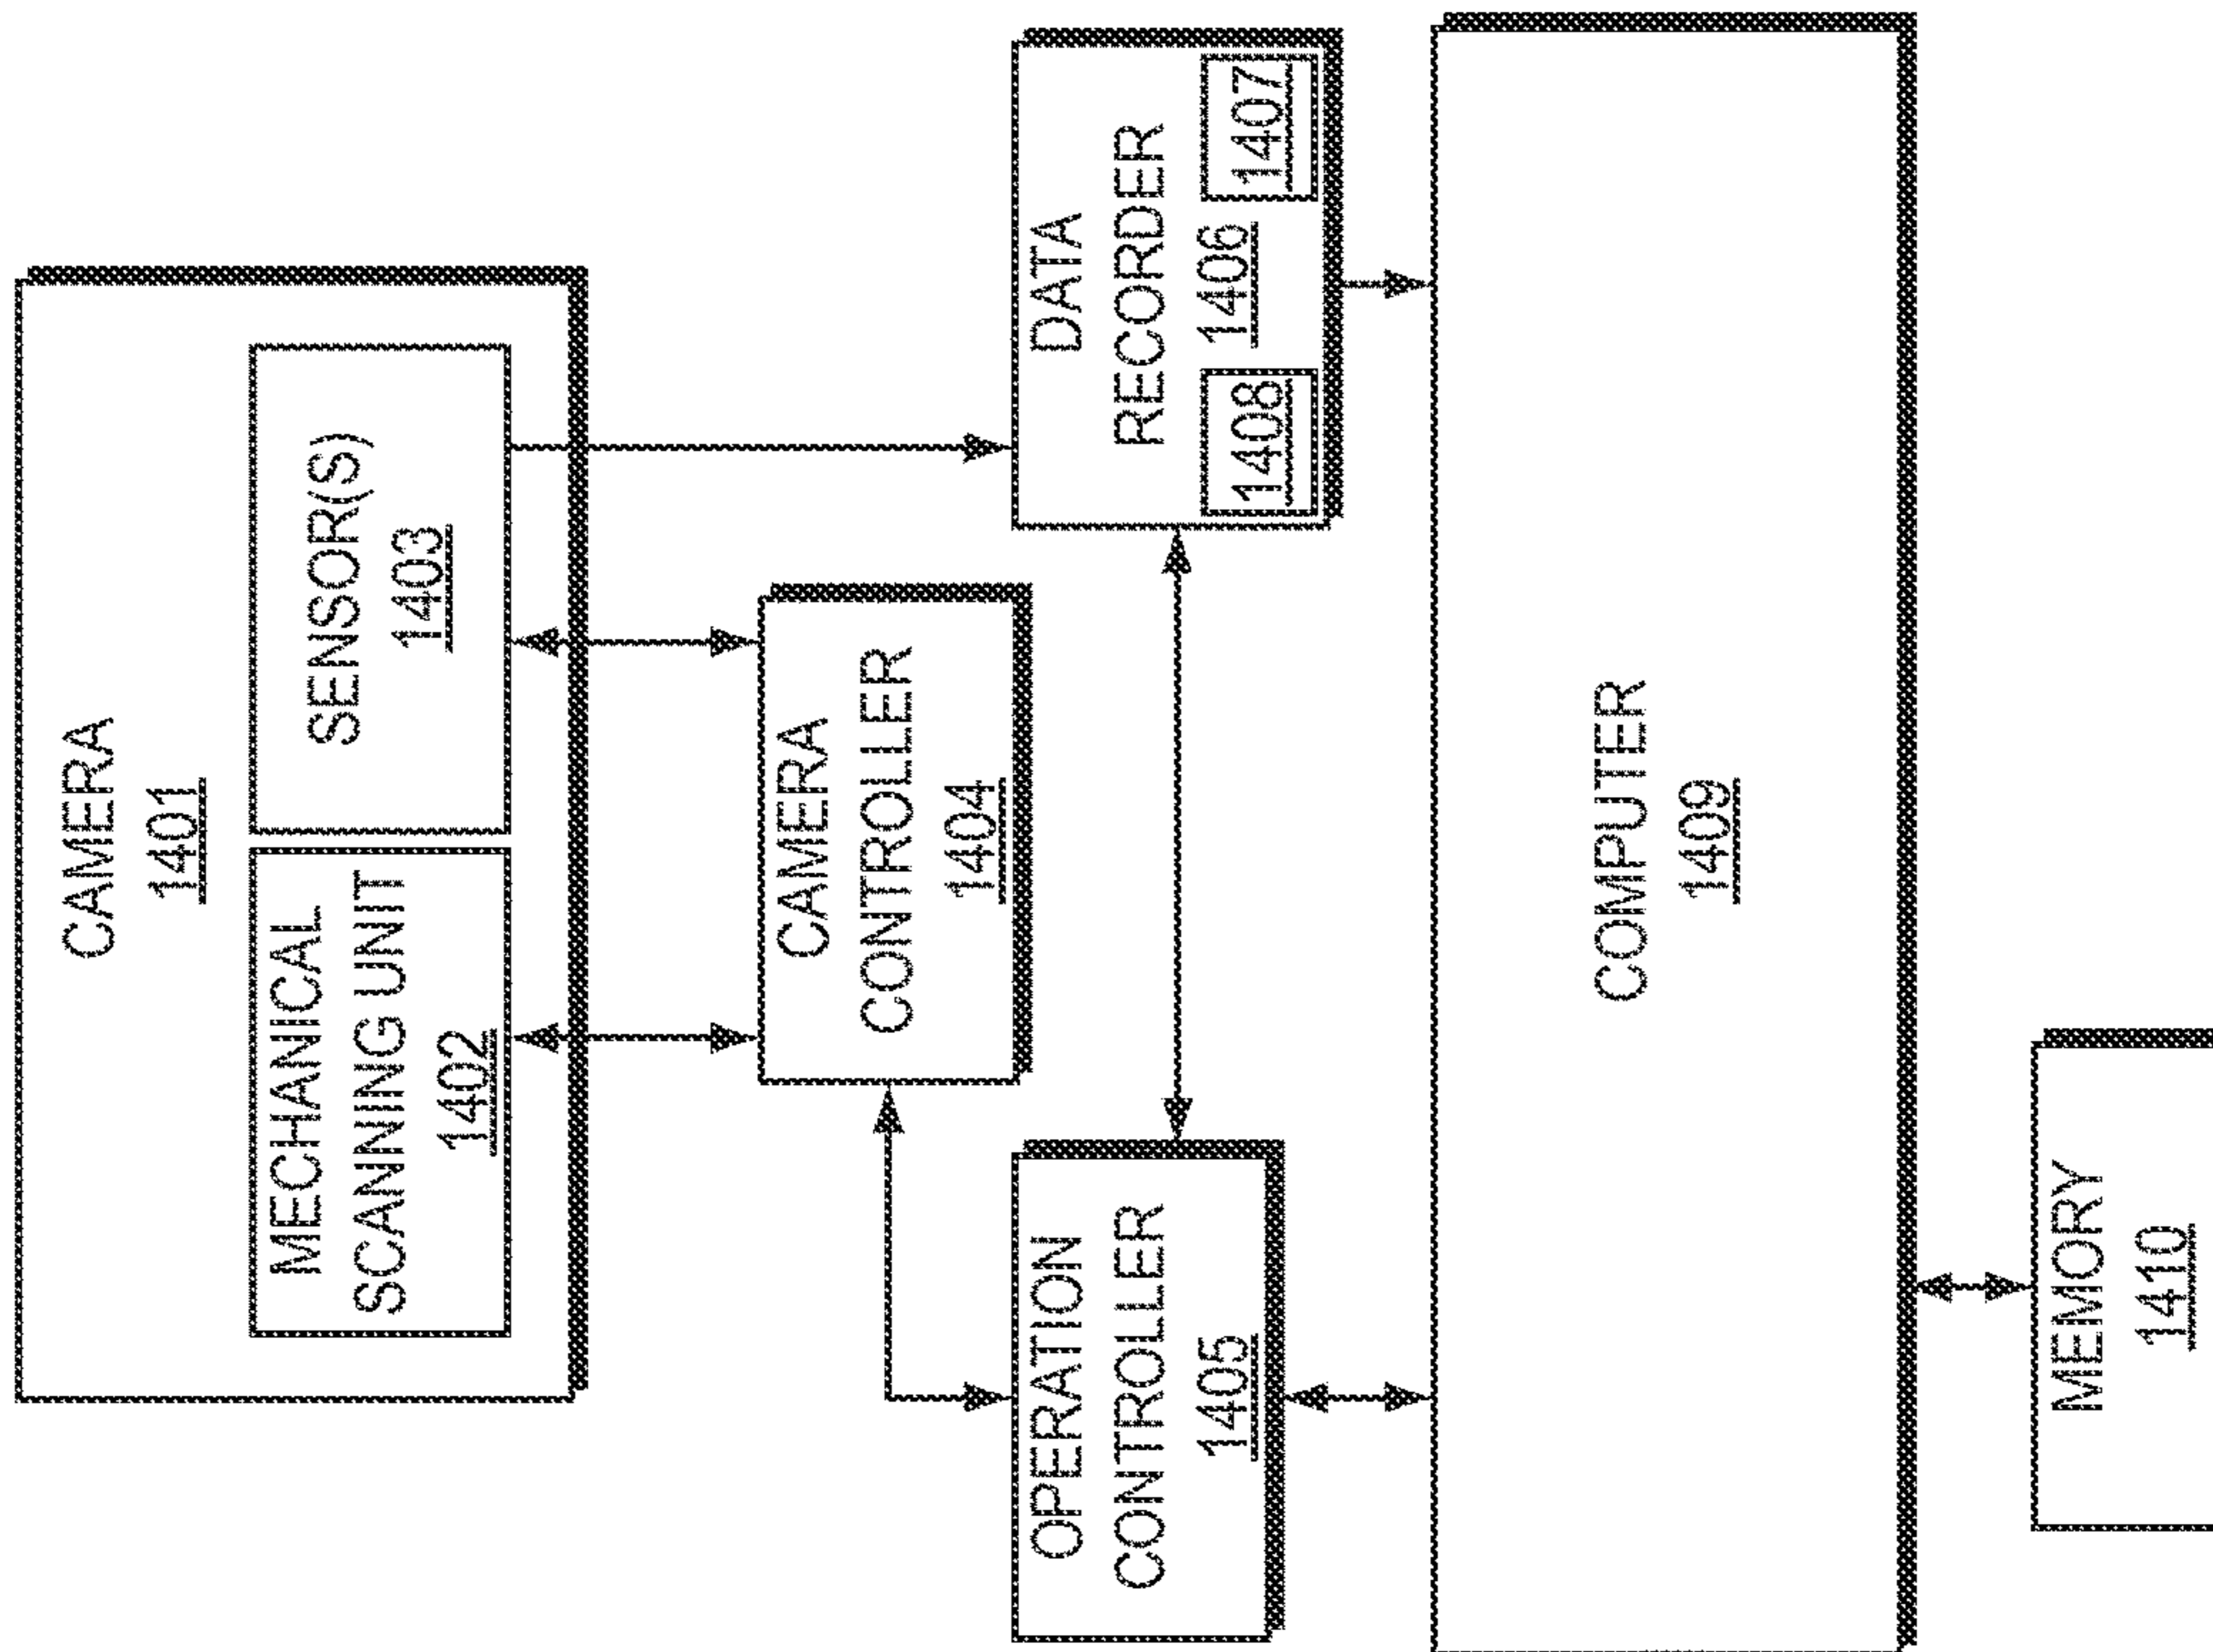 CAMERA
1401
MECHANICAL
SCANNING UNIT
1402
SENSOR(S)
1403
CAMERA
CONTROLLER
1404
OPERATION
CONTROLLER
1405
DATA
RECORDER
1406
1408
1407
COMPUTER
1409
MEMORY
1410